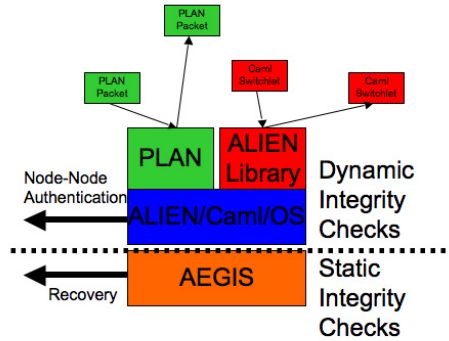 PLAN
Packet
PLAN
Packet
Caml
Switchlet
Caml
Switchlet
PLAN
ALIEN
Library
Dynamic
Integrity
Checks
Node-Node
Authentication
ALIEN/Caml/OS
AEGIS
Recovery
Static
Integrity
Checks